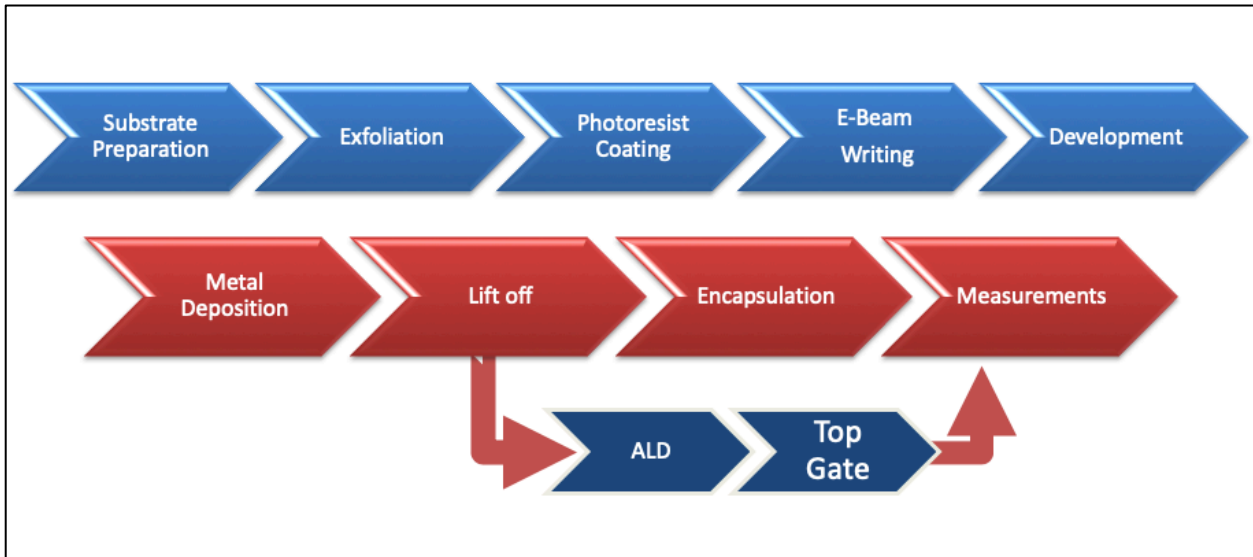 Substrate
Preparation
Exfoliation
Photoresist
Coating
E-Beam
Writing
Development
Metal
Deposition
Lift off
Encapsulation
Measurements
ALD
Top
Gate